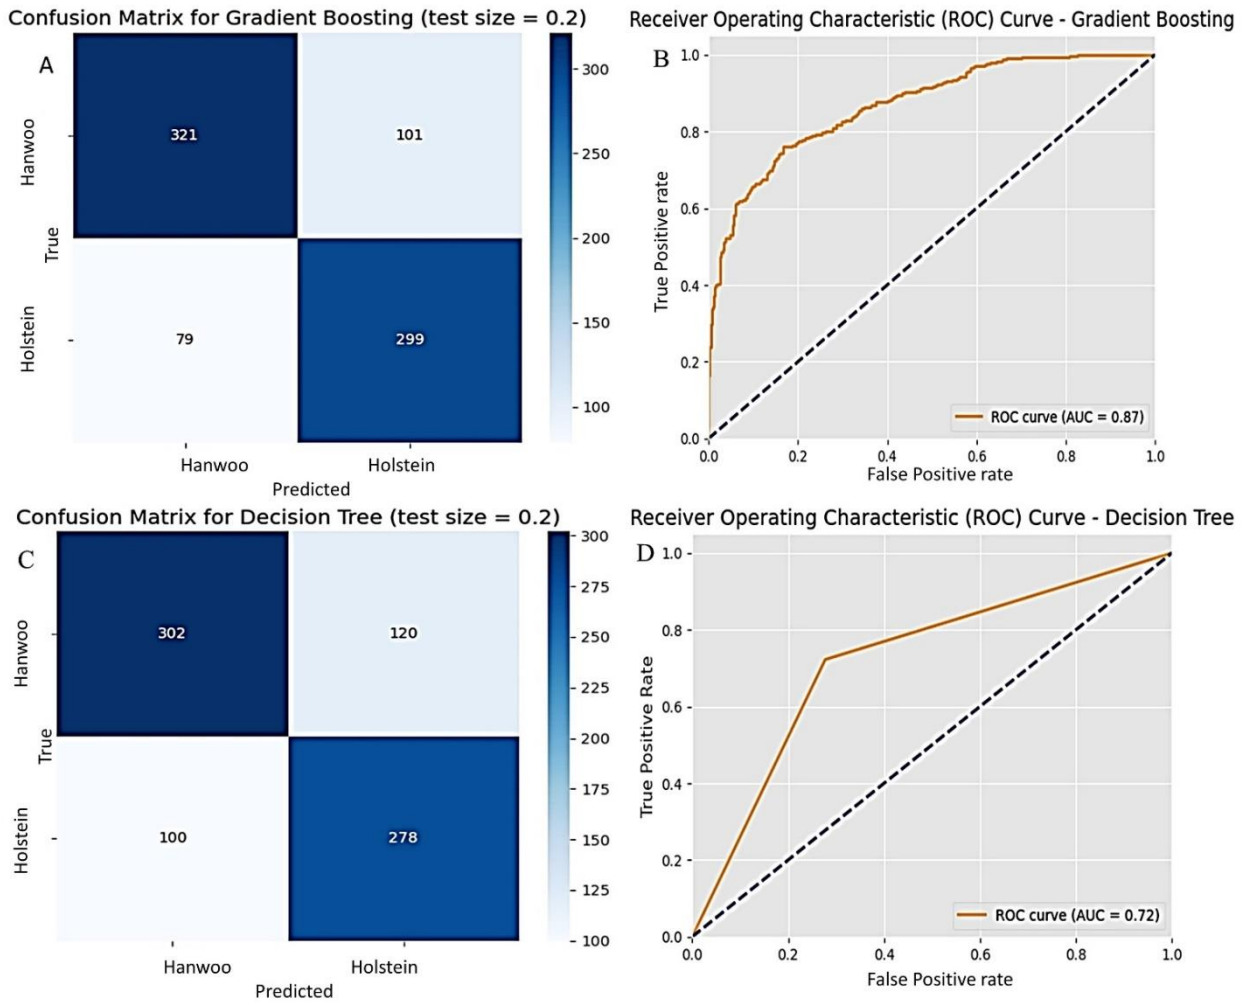 Confusion Matrix for Gradient Boosting (test size = 0.2)
A
Hanwoo
Holstein
True
321
101
79
299
Hanwoo
Holstein
Predicted
300
250
200
150
100
Receiver Operating Characteristic (ROC) Curve - Gradient Boosting
B
True Positive rate
1.0
0.8
0.6
0.4
0.2
0.0
0.0
0.2
0.4
0.6
0.8
1.0
False Positive rate
ROC curve (AUC = 0.87)
Confusion Matrix for Decision Tree (test size = 0.2)
C
Hanwoo
Holstein
True
302
120
100
278
Hanwoo
Holstein
Predicted
300
275
250
225
200
175
150
125
100
Receiver Operating Characteristic (ROC) Curve - Decision Tree
D
True Positive Rate
1.0
0.8
0.6
0.4
0.2
0.0
0.0
0.2
0.4
0.6
0.8
1.0
False Positive rate
ROC curve (AUC = 0.72)